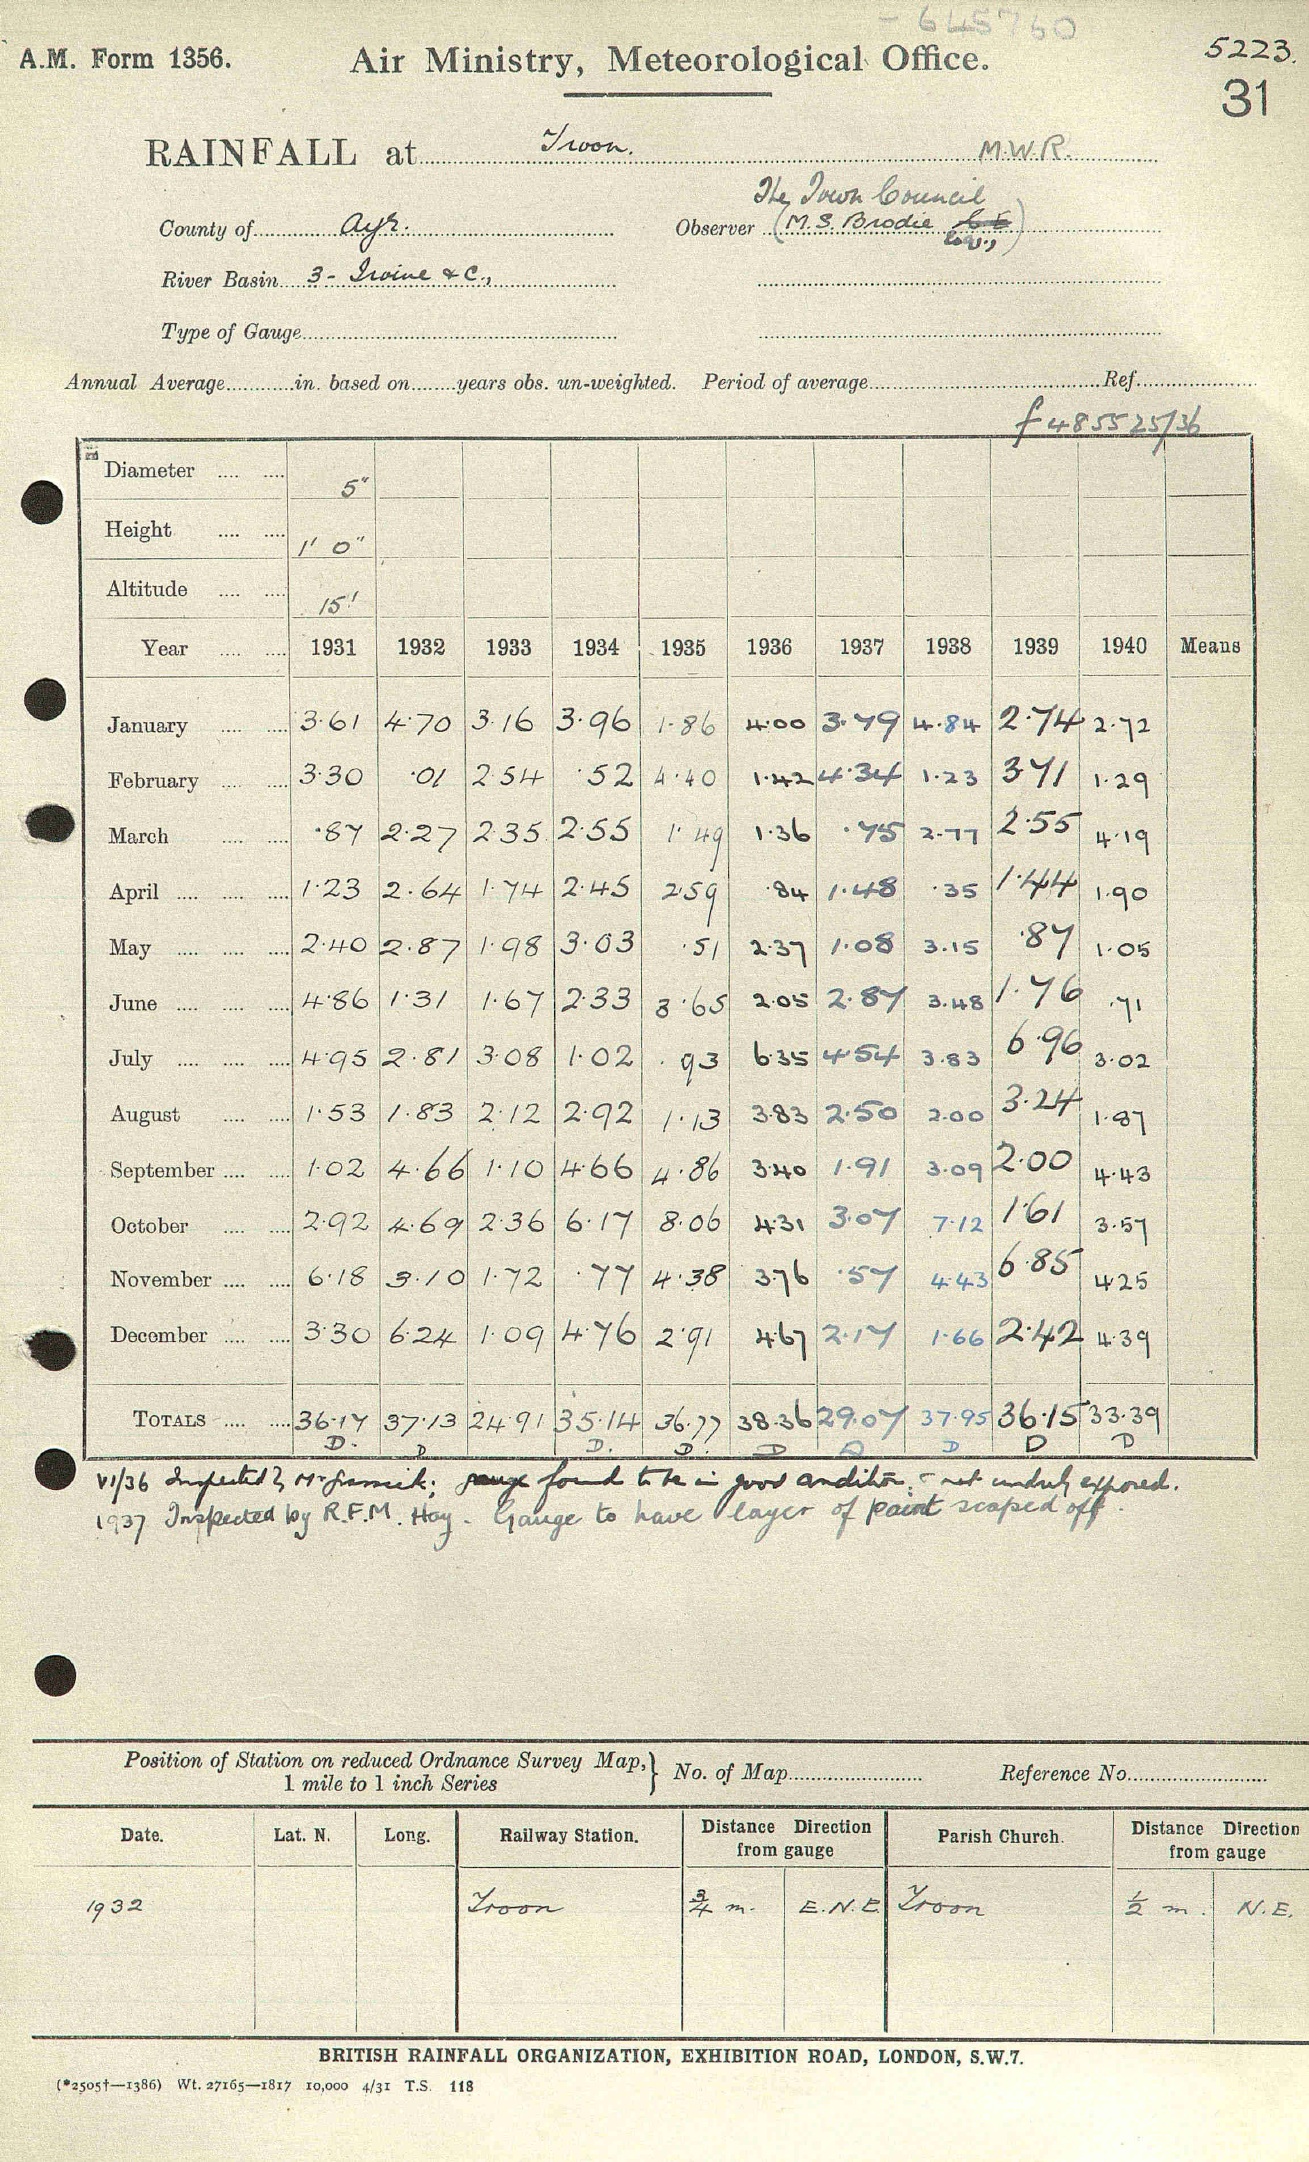 - 645760
A.M. Form 1356. Air Ministry, Meteorological Office. 5223.
31
RAINFALL at Troon. M.W.R.
The Town Council
County of Ayr. Observer (M.S. Brodie Esq.,)
River Basin 3 - Irvine & C.,
Type of Gauge
Annual Average in. based on years obs. un-weighted. Period of average Ref.
f 485525/36
Diameter .... .... 5"
Height .... .... 1' 0"
Altitude .... .... 15'
Year .... .... 1931 1932 1933 1934 1935 1936 1937 1938 1939 1940 Means
January .... .... 3.61 4.70 3.16 3.96 1.86 4.00 3.79 4.84 2.74 2.72
February .... .... 3.30 .01 2.54 .52 4.40 1.42 4.34 1.23 3.71 1.29
March .... .... .87 2.27 2.35 2.55 1.49 1.36 .75 2.77 2.55 4.19
April .... .... .... 1.23 2.64 1.74 2.45 2.59 .84 1.48 .35 1.44 1.90
May .... .... .... 2.40 2.87 1.98 3.03 .51 2.37 1.08 3.15 .87 1.05
June .... .... .... 4.86 1.31 1.67 2.33 3.65 2.05 2.87 3.48 1.76 .71
July .... .... .... 4.95 2.81 3.08 1.02 .93 6.35 4.54 3.83 6.96 3.02
August .... .... 1.53 1.83 2.12 2.92 1.13 3.83 2.50 2.00 3.24 1.87
September .... .... 1.02 4.66 1.10 4.66 4.86 3.40 1.91 3.09 2.00 4.43
October .... .... 2.92 4.69 2.36 6.17 8.06 4.31 3.07 7.12 1.61 3.57
November .... .... 6.18 3.10 1.72 .77 4.38 3.76 .57 4.43 6.85 4.25
December .... .... 3.30 6.24 1.09 4.76 2.91 4.67 2.17 1.66 2.42 4.39
TOTALS .... .... 36.17 37.13 24.91 35.14 36.77 38.36 29.07 37.95 36.15 33.39
D. D D. D. D D D D D
VI/36 Inspected by Mr ; gauge found to be in good condition; not unduly exposed.
1937 Inspected by R.F.M. Hay. Gauge to have layer of paint scaped off.
Position of Station on reduced Ordnance Survey Map, 1 mile to 1 inch Series } No. of Map Reference No.
Date. Lat. N. Long. Railway Station. Distance Direction from gauge Parish Church. Distance Direction from gauge
1932 Troon 3/4 m. E.N.E. Troon 1/2 m. N.E.
BRITISH RAINFALL ORGANIZATION, EXHIBITION ROAD, LONDON, S.W.7.
(*2505†—1386) Wt. 27165—1817 10,000 4/31 T.S. 118